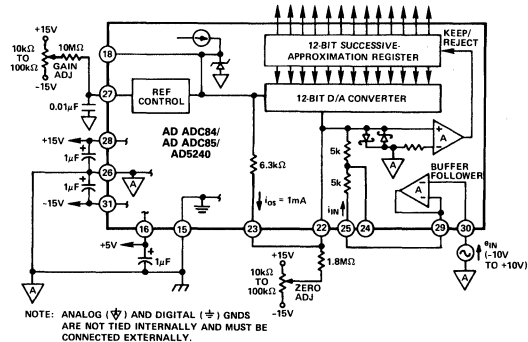 +15V
10kΩ
TO
100kΩ
10MΩ
GAIN
ADJ
-15V
0.01µF
18
27
REF
CONTROL
12-BIT SUCCESSIVE-
APPROXIMATION REGISTER
KEEP/
REJECT
12-BIT D/A CONVERTER
AD ADC84/
AD ADC85/
AD5240
+15V
28
1µF
26
A
1µF
-15V
31
6.3kΩ
iOS = 1mA
5k
5k
iIN
+
A
−
A
BUFFER
FOLLOWER
A
+
−
16
15
23
22
25
24
29
30
+5V
1µF
A
+15V
10kΩ
TO
100kΩ
-15V
ZERO
ADJ
1.8MΩ
eIN
(-10V
TO +10V)
A
NOTE: ANALOG (A) AND DIGITAL (⏚) GNDS
ARE NOT TIED INTERNALLY AND MUST BE
CONNECTED EXTERNALLY.